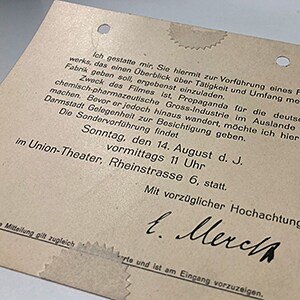 Ich gestatte mir, Sie hiermit zur Vorführung eines F
werks, das einen Überblick über Tätigkeit und Umfang me
Fabrik geben soll, ergebenst einzuladen.
Zweck des Filmes ist, Propaganda für die deuts
chemisch-pharmazeutische Gross-Industrie im Auslande
machen. Bevor er jedoch hinaus wandert, möchte ich hier
Darmstadt Gelegenheit zur Besichtigung geben.
Die Sondervorführung findet
Sonntag, den 14. August d. J.
vormittags 11 Uhr
im Union-Theater, Rheinstrasse 6, statt.
Mit vorzüglicher Hochachtung
E. Merck
e Mitteilung gilt zugleich arte und ist am Eingang vorzuzeigen.